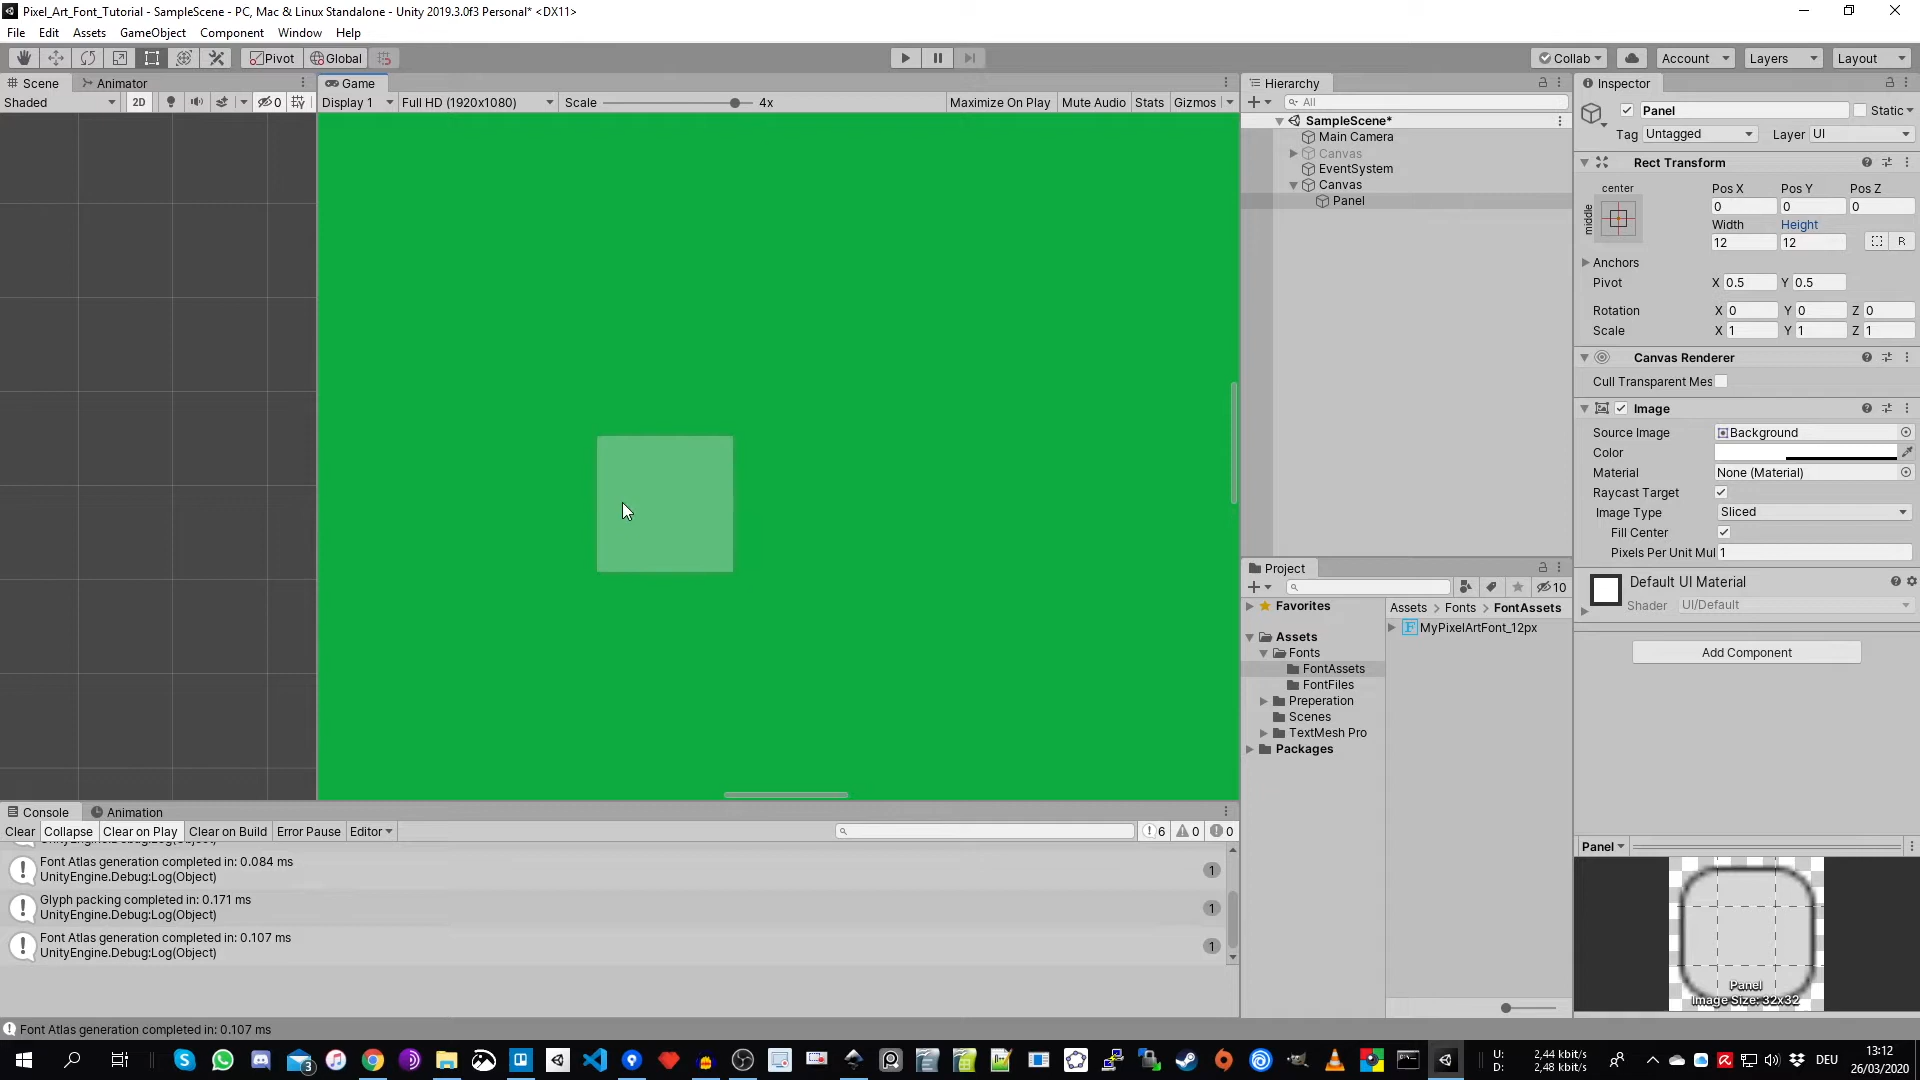 Pixel_Art_Font_Tutorial - SampleScene - PC, Mac & Linux Standalone - Unity 2019.3.0f3 Personal* <DX11>
File Edit Assets GameObject Component Window Help
Pivot Global Collab Account Layers Layout
Scene Animator
Shaded 2D 0
Game
Display 1 Full HD (1920x1080) Scale 4x Maximize On Play Mute Audio Stats Gizmos
Hierarchy
All
SampleScene*
Main Camera
Canvas
EventSystem
Canvas
Panel
Inspector
Panel Static
Tag Untagged Layer UI
Rect Transform
center
middle
Pos X Pos Y Pos Z
0 0 0
Width Height
12 12 R
Anchors
Pivot X 0.5 Y 0.5
Rotation X 0 Y 0 Z 0
Scale X 1 Y 1 Z 1
Canvas Renderer
Cull Transparent Mes
Image
Source Image Background
Color
Material None (Material)
Raycast Target
Image Type Sliced
Fill Center
Pixels Per Unit Mul 1
Default UI Material
Shader UI/Default
Add Component
Panel
Panel
Image Size: 32x32
Project
10
Favorites
Assets
Fonts
FontAssets
FontFiles
Preperation
Scenes
TextMesh Pro
Packages
Assets > Fonts > FontAssets
MyPixelArtFont_12px
Console Animation
Clear Collapse Clear on Play Clear on Build Error Pause Editor 6 0 0
UnityEngine.Debug:Log(Object)
Font Atlas generation completed in: 0.084 ms
UnityEngine.Debug:Log(Object)
1
Glyph packing completed in: 0.171 ms
UnityEngine.Debug:Log(Object)
1
Font Atlas generation completed in: 0.107 ms
UnityEngine.Debug:Log(Object)
1
Font Atlas generation completed in: 0.107 ms
3
U: 2,44 kbit/s
D: 2,48 kbit/s
DEU
13:12
26/03/2020